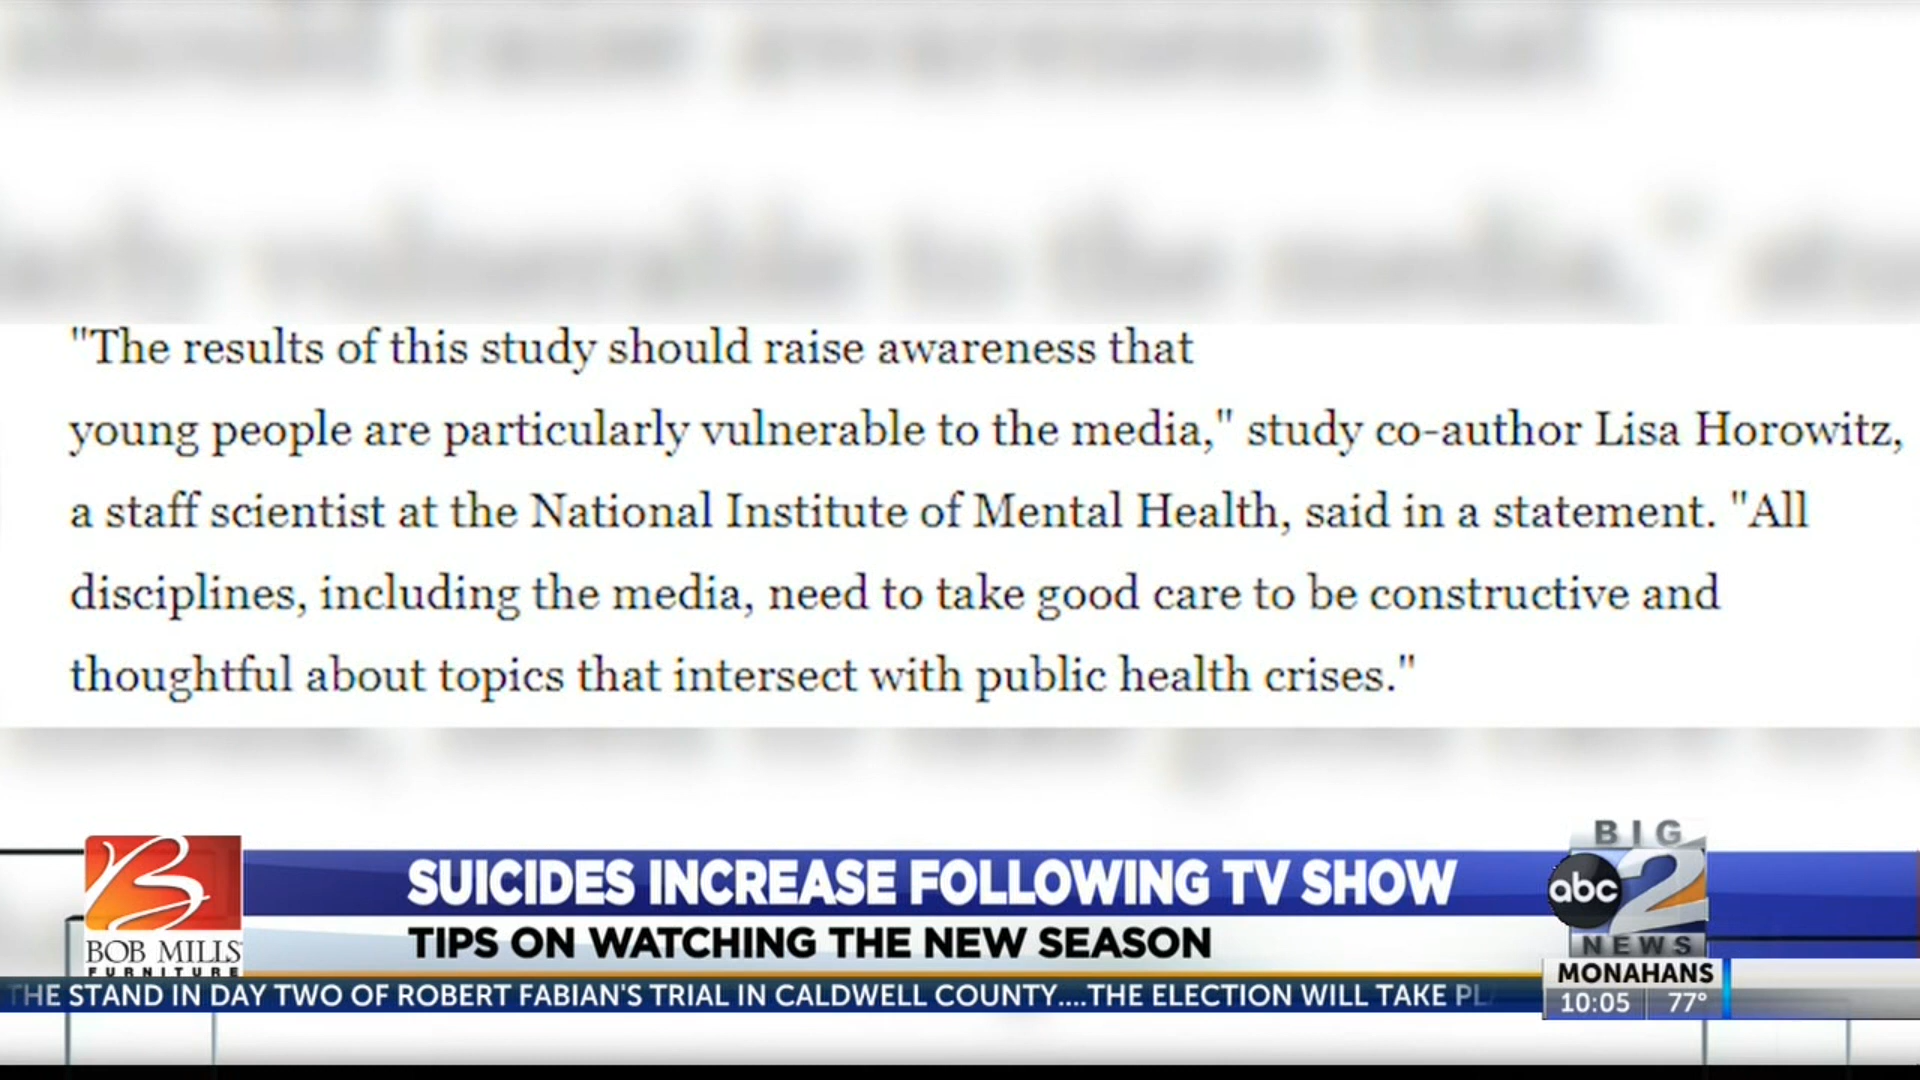 "The results of this study should raise awareness that
young people are particularly vulnerable to the media," study co-author Lisa Horowitz,
a staff scientist at the National Institute of Mental Health, said in a statement. "All
disciplines, including the media, need to take good care to be constructive and
thoughtful about topics that intersect with public health crises."
BIG
abc 2
NEWS
SUICIDES INCREASE FOLLOWING TV SHOW
TIPS ON WATCHING THE NEW SEASON
B
BOB MILLS
FURNITURE
MONAHANS
10:05 77°
THE STAND IN DAY TWO OF ROBERT FABIAN'S TRIAL IN CALDWELL COUNTY....THE ELECTION WILL TAKE PL